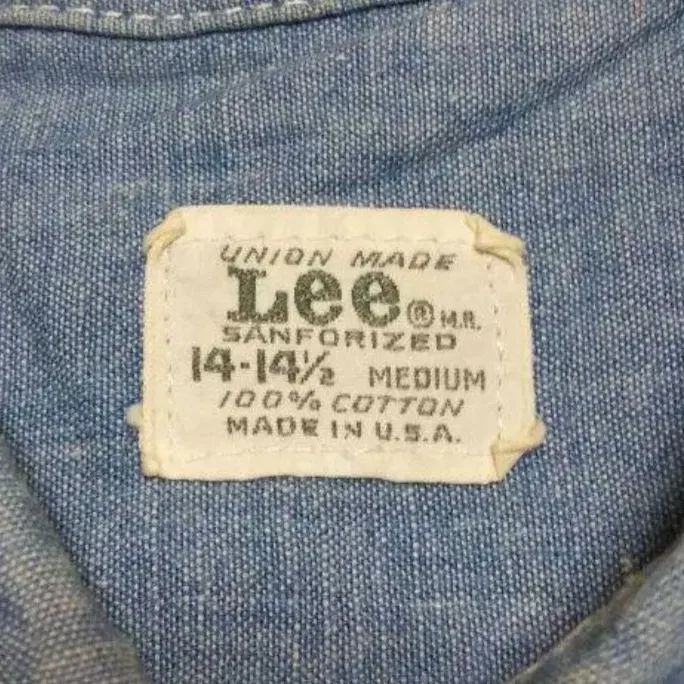 UNION MADE
Lee® M.R.
SANFORIZED
14-14½ MEDIUM
100% COTTON
MADE IN U.S.A.